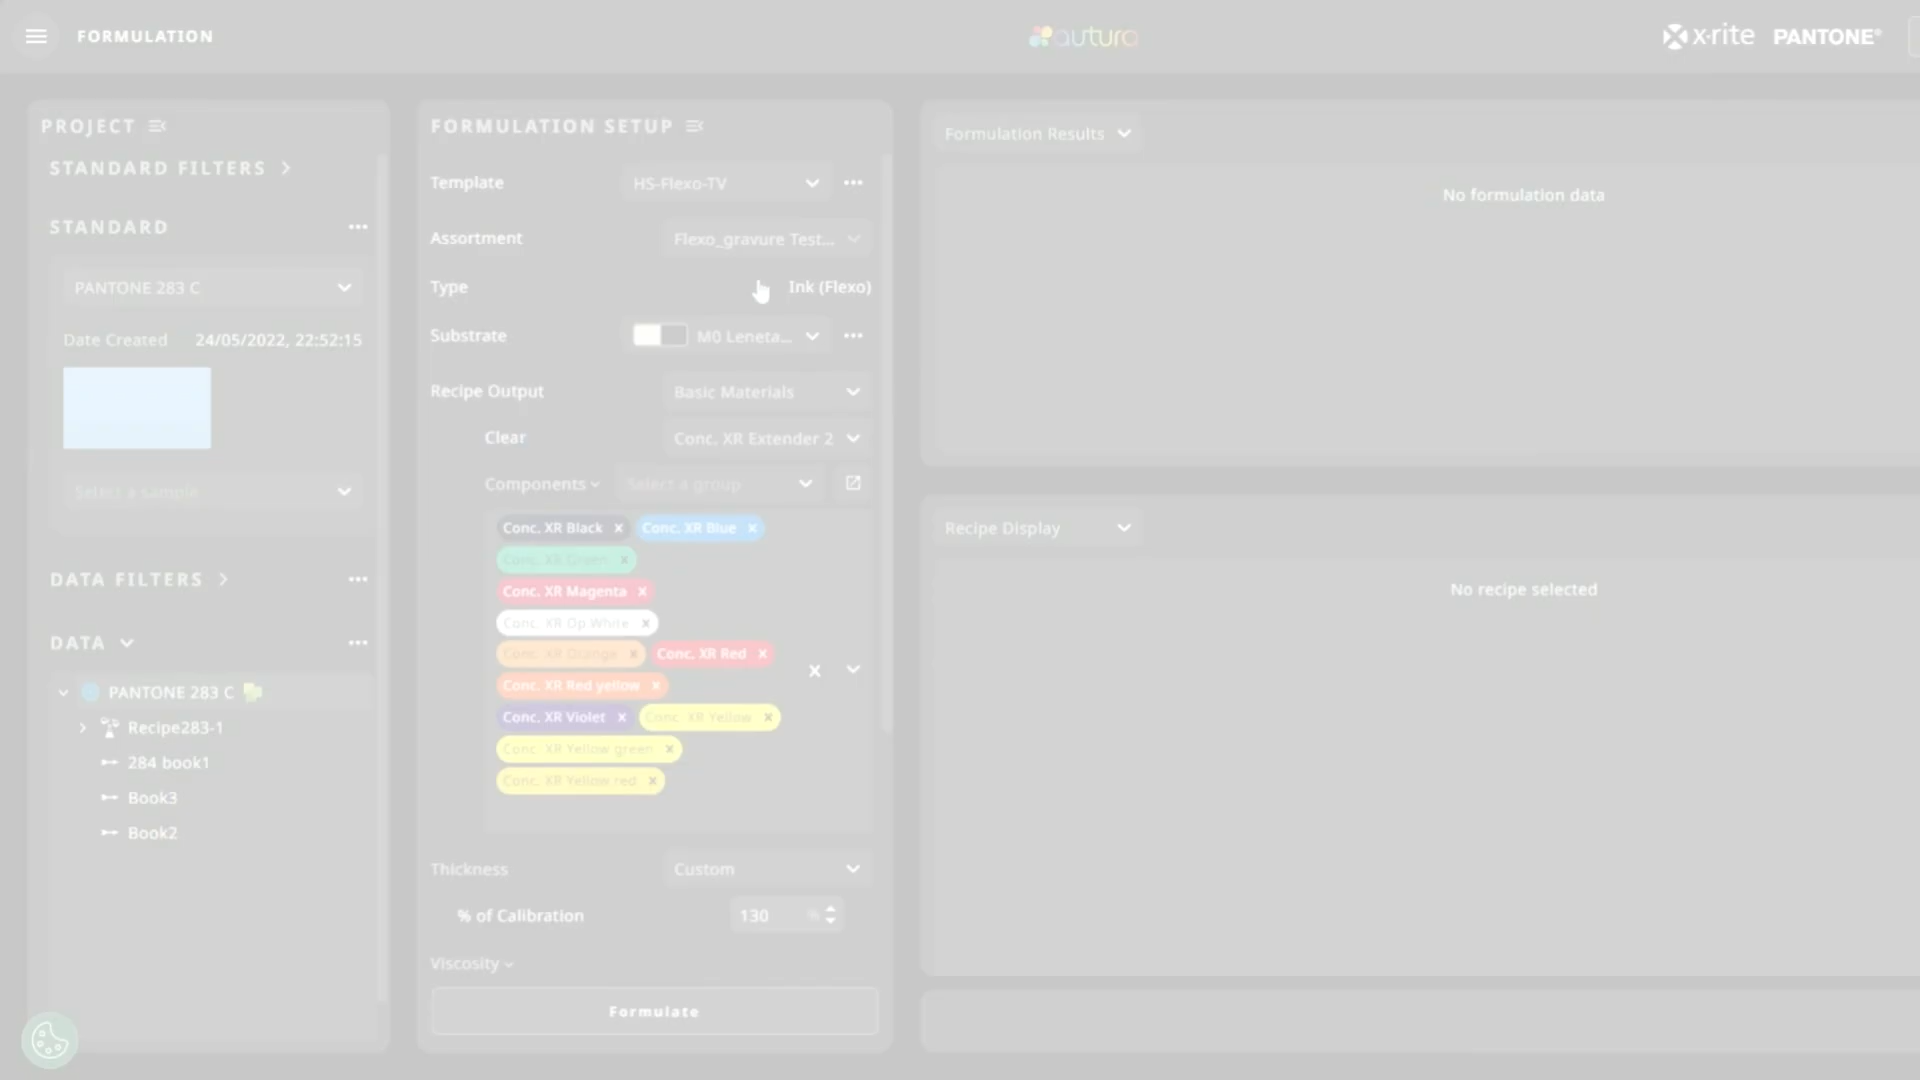 FORMULATION
autura
x·rite PANTONE®
PROJECT
STANDARD FILTERS
STANDARD
PANTONE 283 C
Date Created 24/05/2022, 22:52:15
Select a sample
DATA FILTERS
DATA
PANTONE 283 C
Recipe283-1
284 book1
Book3
Book2
FORMULATION SETUP
Template HS-Flexo-TV
Assortment Flexo_gravure Test...
Type Ink (Flexo)
Substrate M0 Leneta...
Recipe Output Basic Materials
Clear Conc. XR Extender 2
Components Select a group
Conc. XR Black Conc. XR Blue
Conc. XR Green
Conc. XR Magenta
Conc. XR Op.White
Conc. XR Orange Conc. XR Red
Conc. XR Red yellow
Conc. XR Violet Conc. XR Yellow
Conc. XR Yellow green
Conc. XR Yellow red
Thickness Custom
% of Calibration 130 %
Viscosity
Formulate
Formulation Results
No formulation data
Recipe Display
No recipe selected